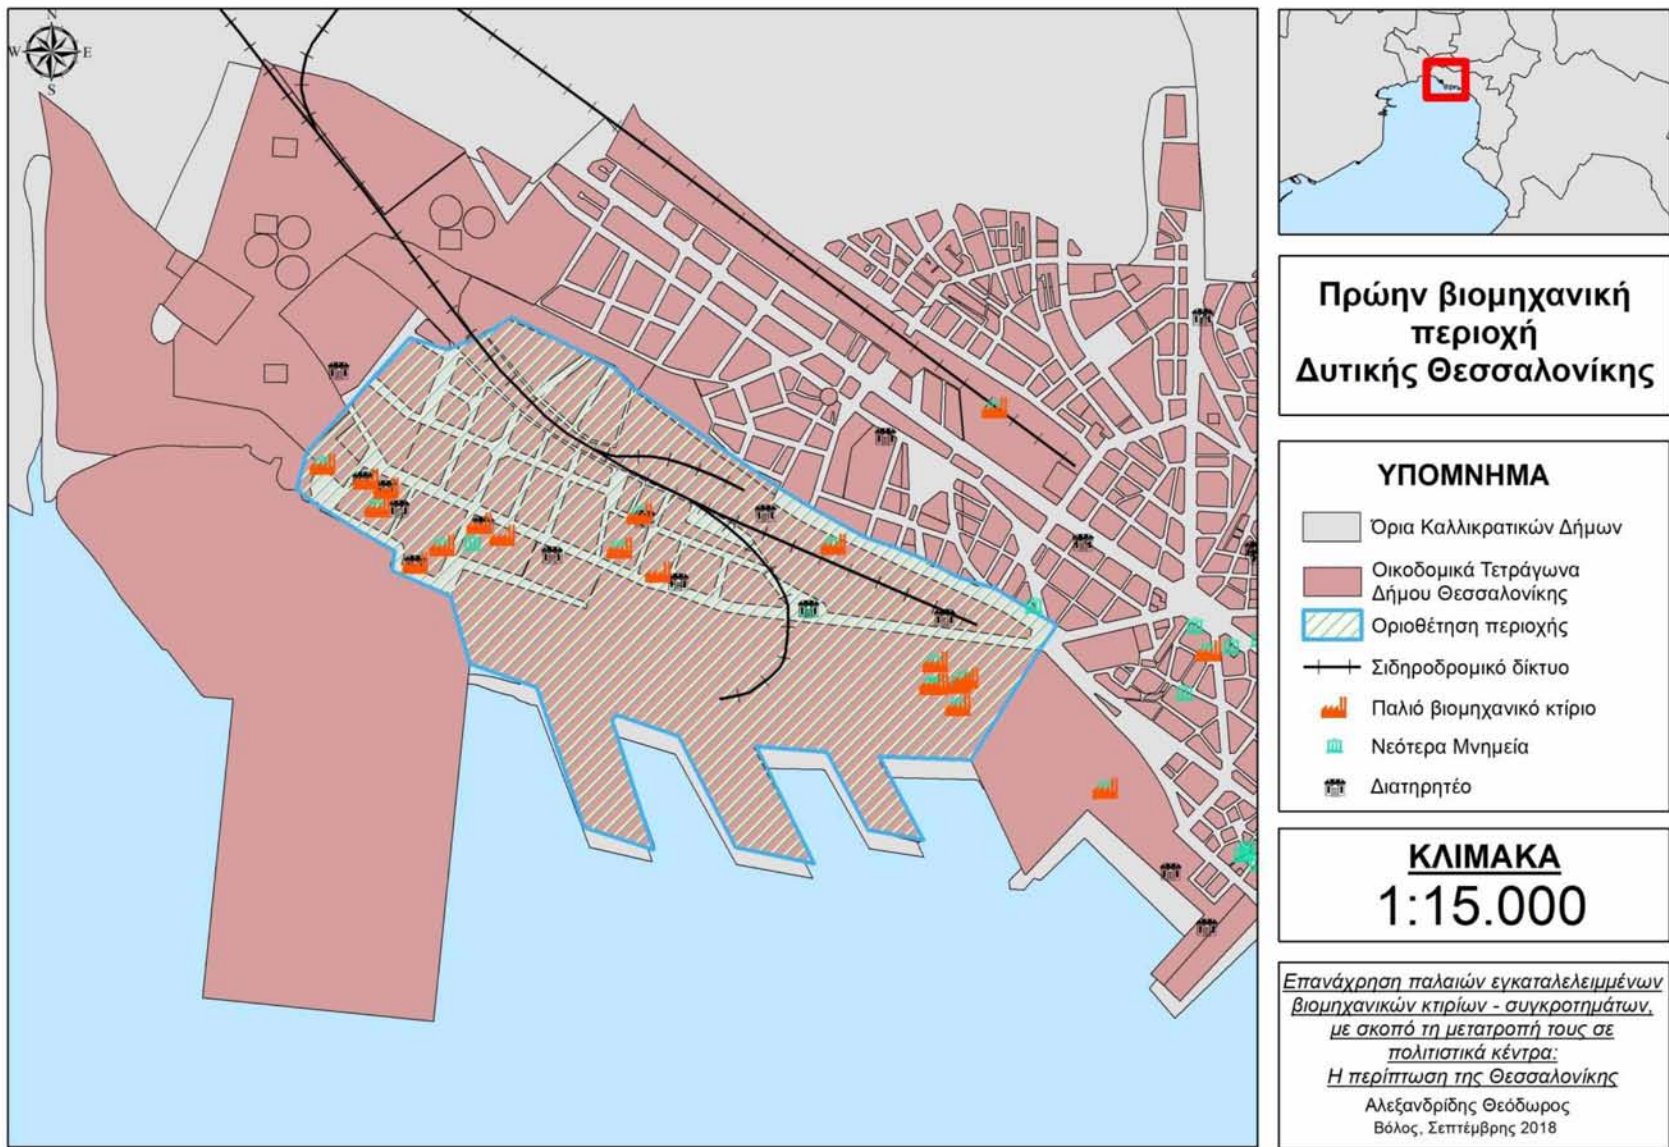 N
W
E
S
Πρώην βιομηχανική
περιοχή
Δυτικής Θεσσαλονίκης
ΥΠΟΜΝΗΜΑ
Όρια Καλλικρατικών Δήμων
Οικοδομικά Τετράγωνα
Δήμου Θεσσαλονίκης
Οριοθέτηση περιοχής
Σιδηροδρομικό δίκτυο
Παλιό βιομηχανικό κτίριο
Νεότερα Μνημεία
Διατηρητέο
ΚΛΙΜΑΚΑ
1:15.000
Επανάχρηση παλαιών εγκαταλελειμμένων
βιομηχανικών κτιρίων - συγκροτημάτων,
με σκοπό τη μετατροπή τους σε
πολιτιστικά κέντρα:
Η περίπτωση της Θεσσαλονίκης
Αλεξανδρίδης Θεόδωρος
Βόλος, Σεπτέμβρης 2018